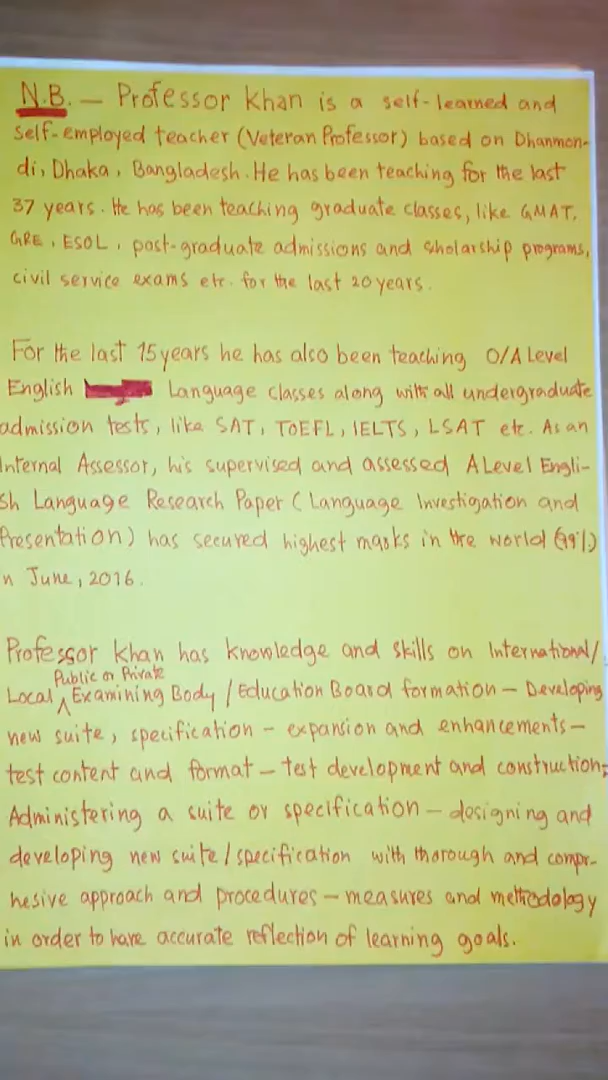 N.B. — Professor Khan is a self-learned and
self-employed teacher (Veteran Professor) based on Dhanmon-
di, Dhaka, Bangladesh. He has been teaching for the last
37 years. He has been teaching graduate classes, like GMAT,
GRE, ESOL, post-graduate admissions and scholarship programs,
civil service exams etc. for the last 20 years.
For the last 15 years he has also been teaching O/A Level
English Language classes along with all undergraduate
admission tests, like SAT, TOEFL, IELTS, LSAT etc. As an
Internal Assessor, his supervised and assessed A Level Engli-
sh Language Research Paper (Language Investigation and
Presentation) has secured highest marks in the world (99%)
in June, 2016.
Professor Khan has knowledge and skills on International/
Public or Private
Local ^ Examining Body / Education Board formation — Developing
new suite, specification - expansion and enhancements —
test content and format — test development and construction;
Administering a suite or specification — designing and
developing new suite / specification with thorough and compr-
hesive approach and procedures — measures and methodology
in order to have accurate reflection of learning goals.